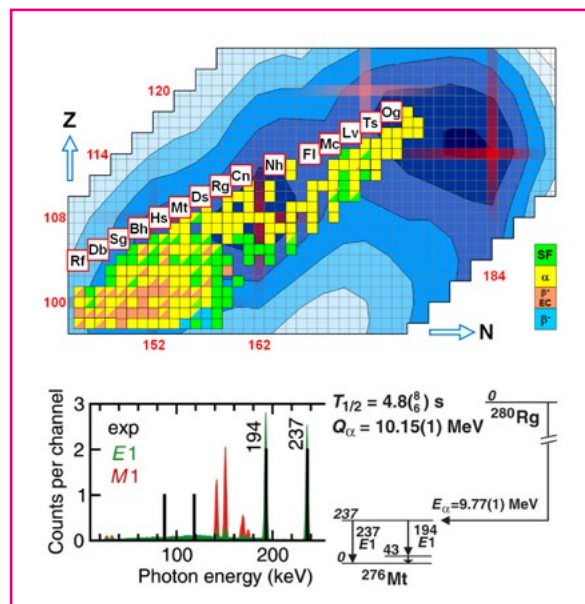 120
Z
Og
Ts
Lv
Mc
Fl
114
Nh
Cn
Rg
Ds
108
Mt
Hs
Bh
Sg
Db
Rf
SF
α
β⁺
EC
β⁻
184
100
152
162
N
3
2
1
0
Counts per channel
exp
E1
M1
194
237
100
200
Photon energy (keV)
T₁/₂ = 4.8(⁸₆) s
Qα = 10.15(1) MeV
0
²⁸⁰Rg
Eα=9.77(1) MeV
237
237
E1
194
E1
43
0
²⁷⁶Mt